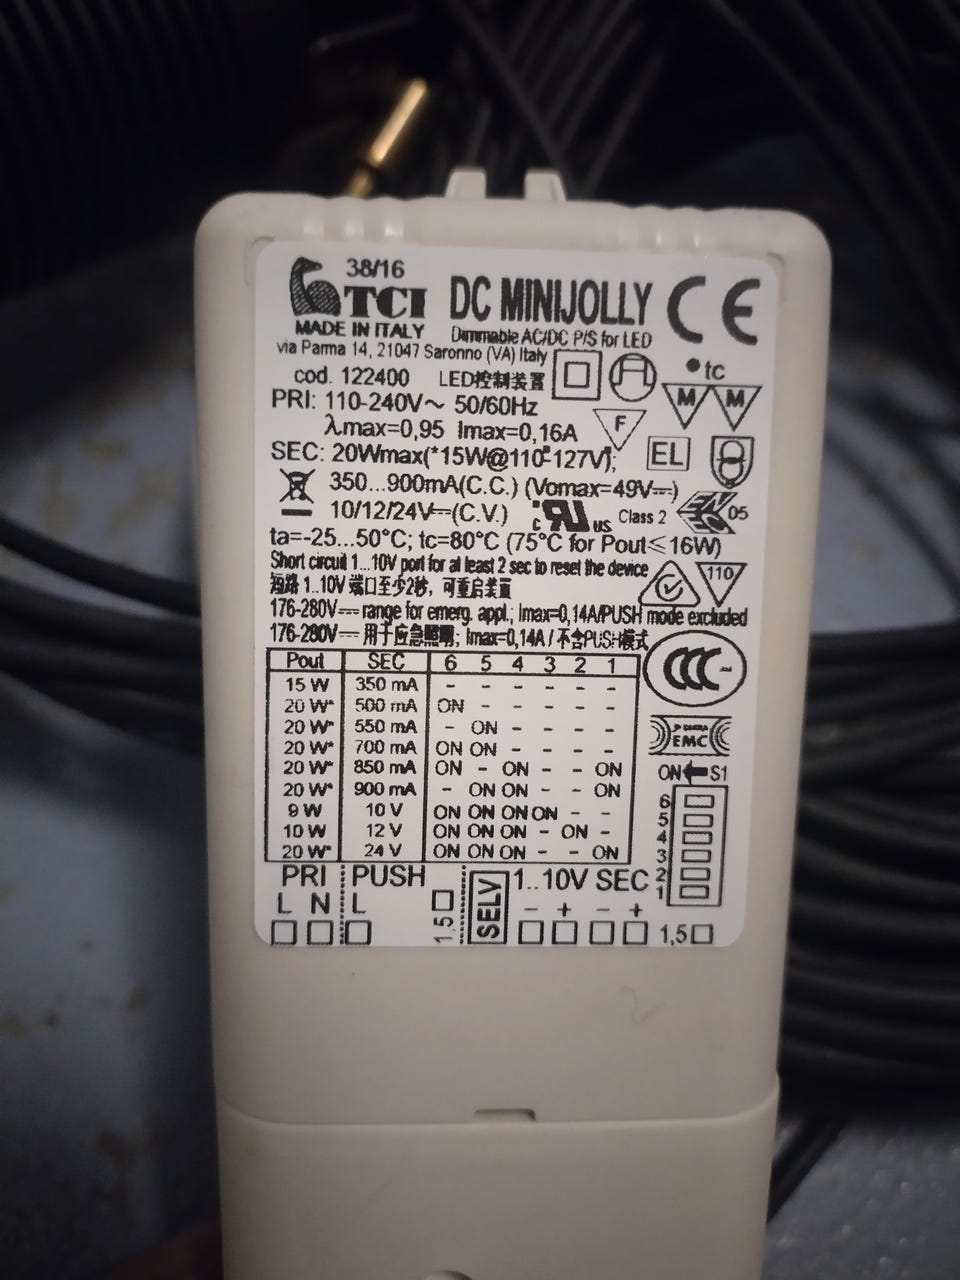 38/16
TCI
MADE IN ITALY
DC MINIJOLLY
Dimmable AC/DC P/S for LED
CE
via Parma 14, 21047 Saronno (VA) Italy
cod. 122400 LED控制装置
tc
PRI: 110-240V~ 50/60Hz
λmax=0,95 Imax=0,16A
F
M M
SEC: 20Wmax(*15W@110-127V);
EL
350...900mA(C.C.) (Vomax=49V⎓)
10/12/24V⎓(C.V.)
c RU us Class 2
05
ta=-25...50°C; tc=80°C (75°C for Pout≤16W)
Short circuit 1...10V port for at least 2 sec to reset the device
短路 1..10V 端口至少2秒，可重启装置
110
176-280V⎓ range for emerg. appl.; Imax=0,14A/PUSH mode excluded
176-280V⎓ 用于应急照明; Imax=0,14A / 不含PUSH模式
Pout SEC 6 5 4 3 2 1
15 W 350 mA - - - - - -
20 W* 500 mA ON - - - - -
20 W* 550 mA - ON - - - -
20 W* 700 mA ON ON - - - -
20 W* 850 mA ON - ON - - ON
20 W* 900 mA - ON ON - - ON
9 W 10 V ON ON ON ON - -
10 W 12 V ON ON ON - ON -
20 W* 24 V ON ON ON - - ON
CCC
EMC
ON S1
6
5
4
3
2
1
PRI PUSH 1..10V SEC
L N L 1,5 SELV - + - +
1,5